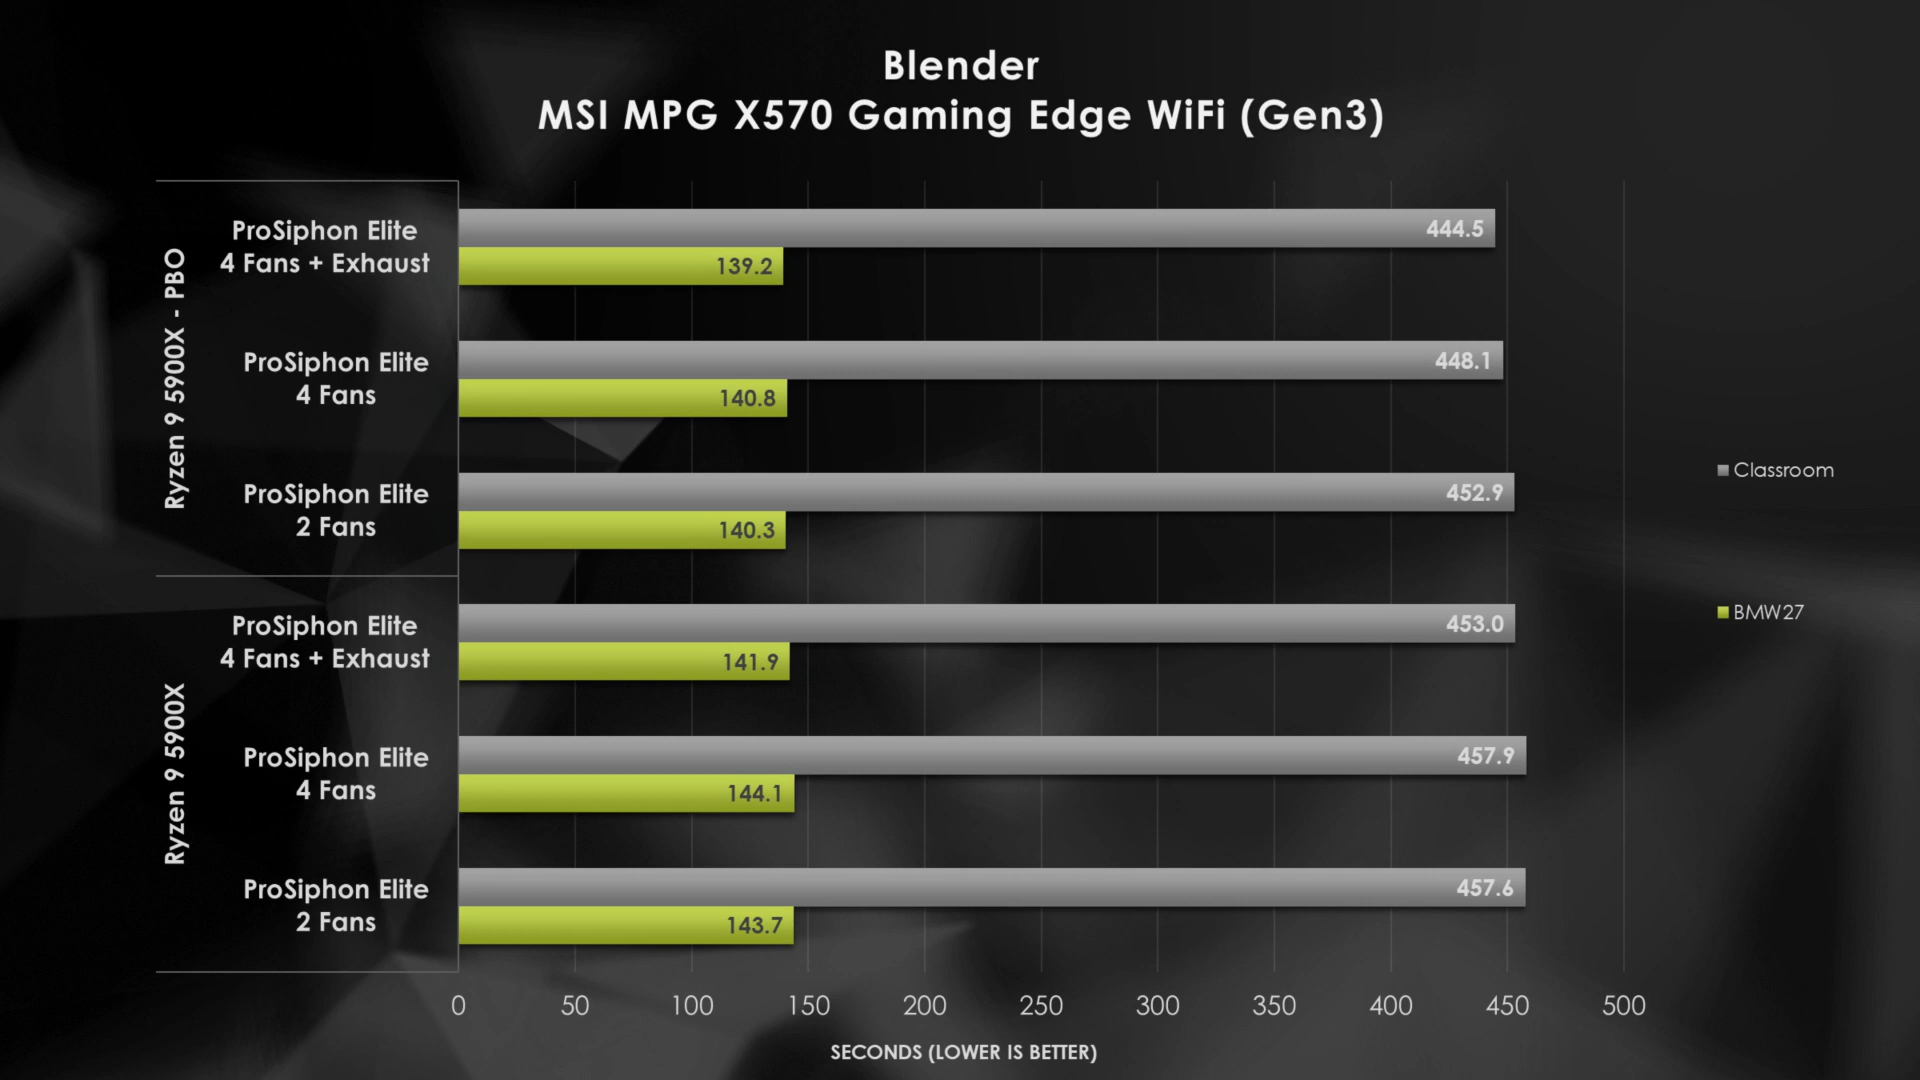 Blender
MSI MPG X570 Gaming Edge WiFi (Gen3)
Ryzen 9 5900X - PBO
ProSiphon Elite
4 Fans + Exhaust
444.5
139.2
ProSiphon Elite
4 Fans
448.1
140.8
ProSiphon Elite
2 Fans
452.9
140.3
Ryzen 9 5900X
ProSiphon Elite
4 Fans + Exhaust
453.0
141.9
ProSiphon Elite
4 Fans
457.9
144.1
ProSiphon Elite
2 Fans
457.6
143.7
Classroom
BMW27
0 50 100 150 200 250 300 350 400 450 500
SECONDS (LOWER IS BETTER)